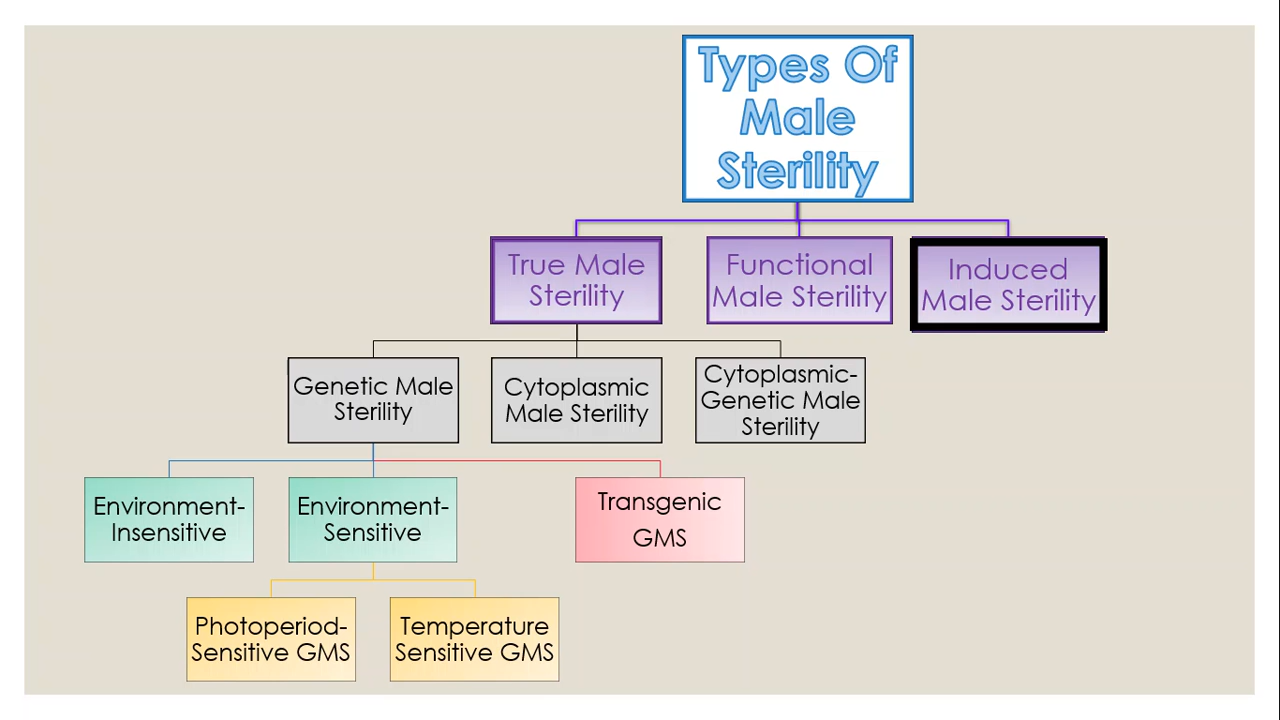 Types Of
Male
Sterility
True Male
Sterility
Functional
Male Sterility
Induced
Male Sterility
Genetic Male
Sterility
Cytoplasmic
Male Sterility
Cytoplasmic-
Genetic Male
Sterility
Environment-
Insensitive
Environment-
Sensitive
Transgenic
GMS
Photoperiod-
Sensitive GMS
Temperature
Sensitive GMS